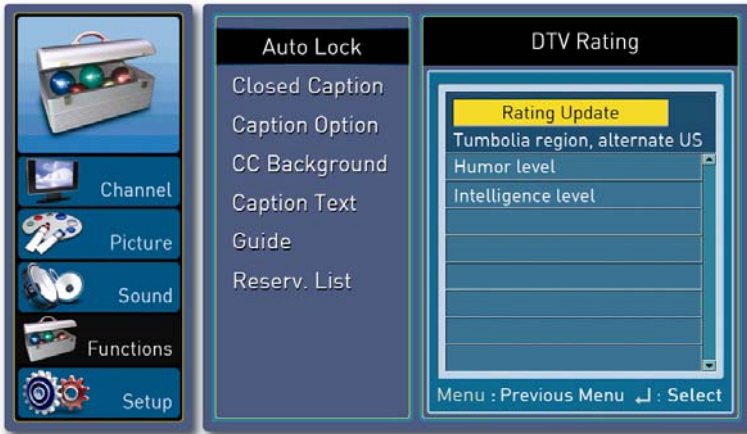 Channel
Picture
Sound
Functions
Setup
Auto Lock
Closed Caption
Caption Option
CC Background
Caption Text
Guide
Reserv. List
DTV Rating
Rating Update
Tumbolia region, alternate US
Humor level
Intelligence level
Menu : Previous Menu ↵ : Select